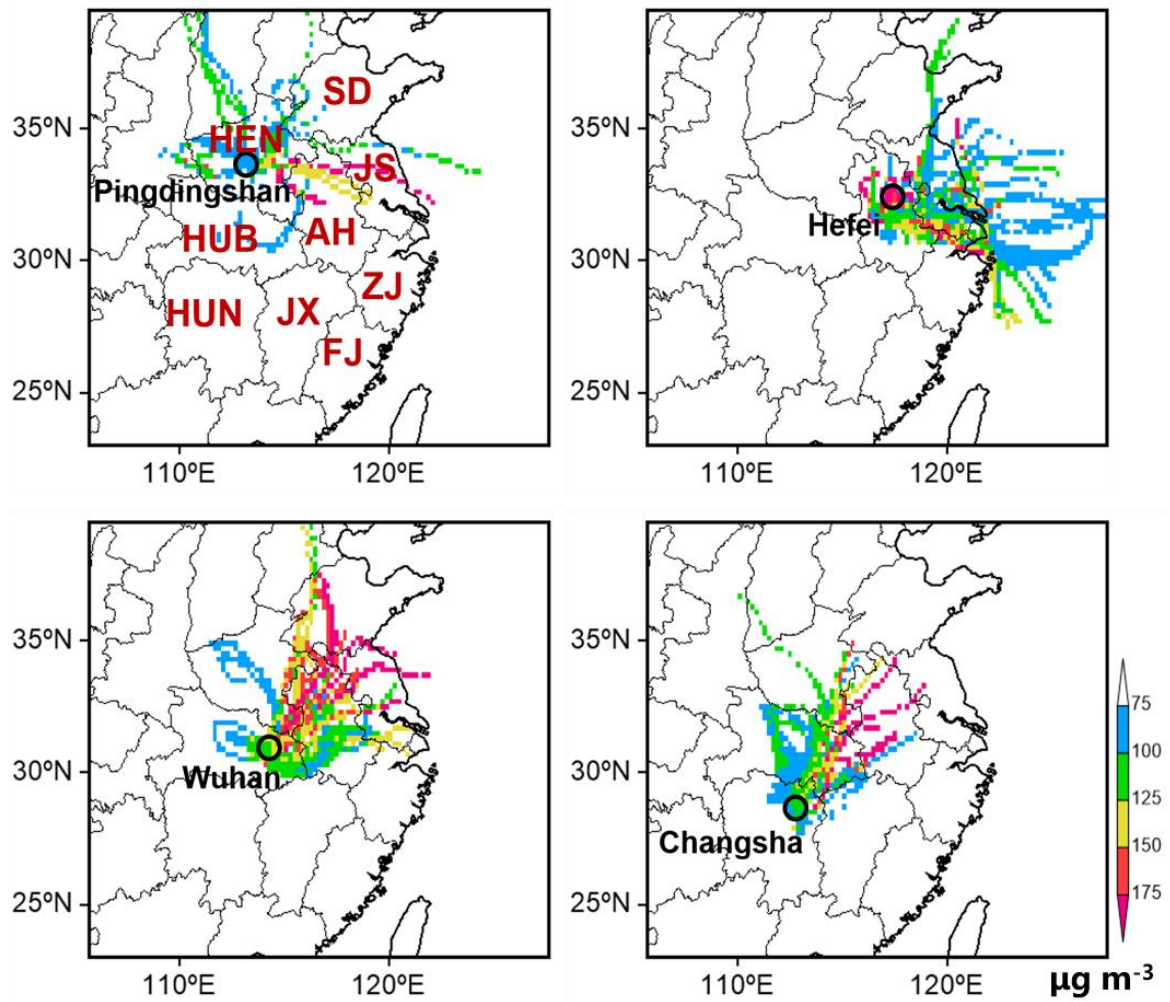 SD
35ºN
HEN
JS
Pingdingshan
HUB
AH
30ºN
ZJ
HUN
JX
FJ
25ºN
110ºE
120ºE
35ºN
Hefei
30ºN
25ºN
110ºE
120ºE
35ºN
30ºN
Wuhan
25ºN
110ºE
120ºE
35ºN
30ºN
Changsha
25ºN
110ºE
120ºE
75
100
125
150
175
µg m-3